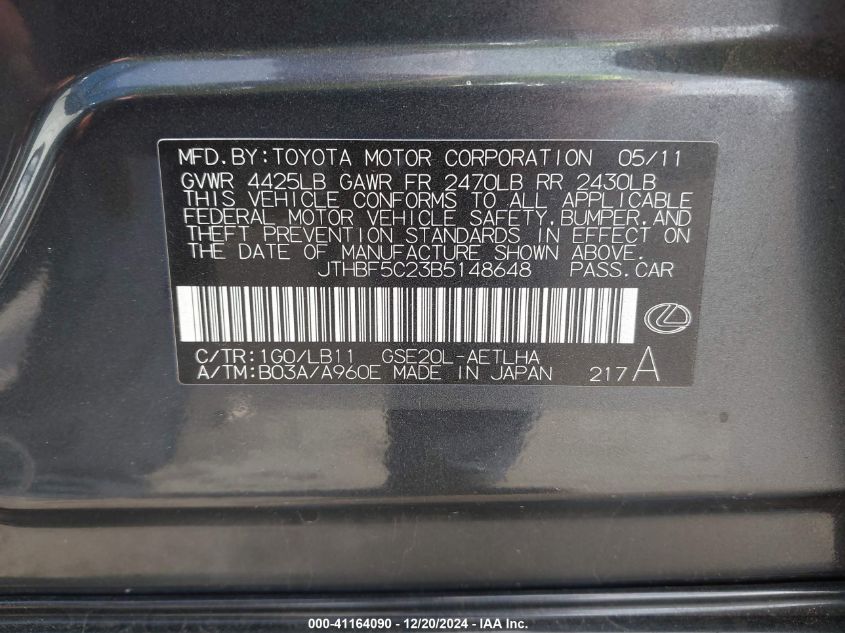 MFD.BY:TOYOTA MOTOR CORPORATION 05/11
GVWR 4425LB GAWR FR 2470LB RR 2430LB
THIS VEHICLE CONFORMS TO ALL APPLICABLE
FEDERAL MOTOR VEHICLE SAFETY,BUMPER,AND
THEFT PREVENTION STANDARDS IN EFFECT ON
THE DATE OF MANUFACTURE SHOWN ABOVE.
JTHBF5C23B5148648 PASS.CAR
C/TR:1G0/LB11 GSE20L-AETLHA
A/TM:B03A/A960E MADE IN JAPAN 217A
000-41164090 - 12/20/2024 - IAA Inc.